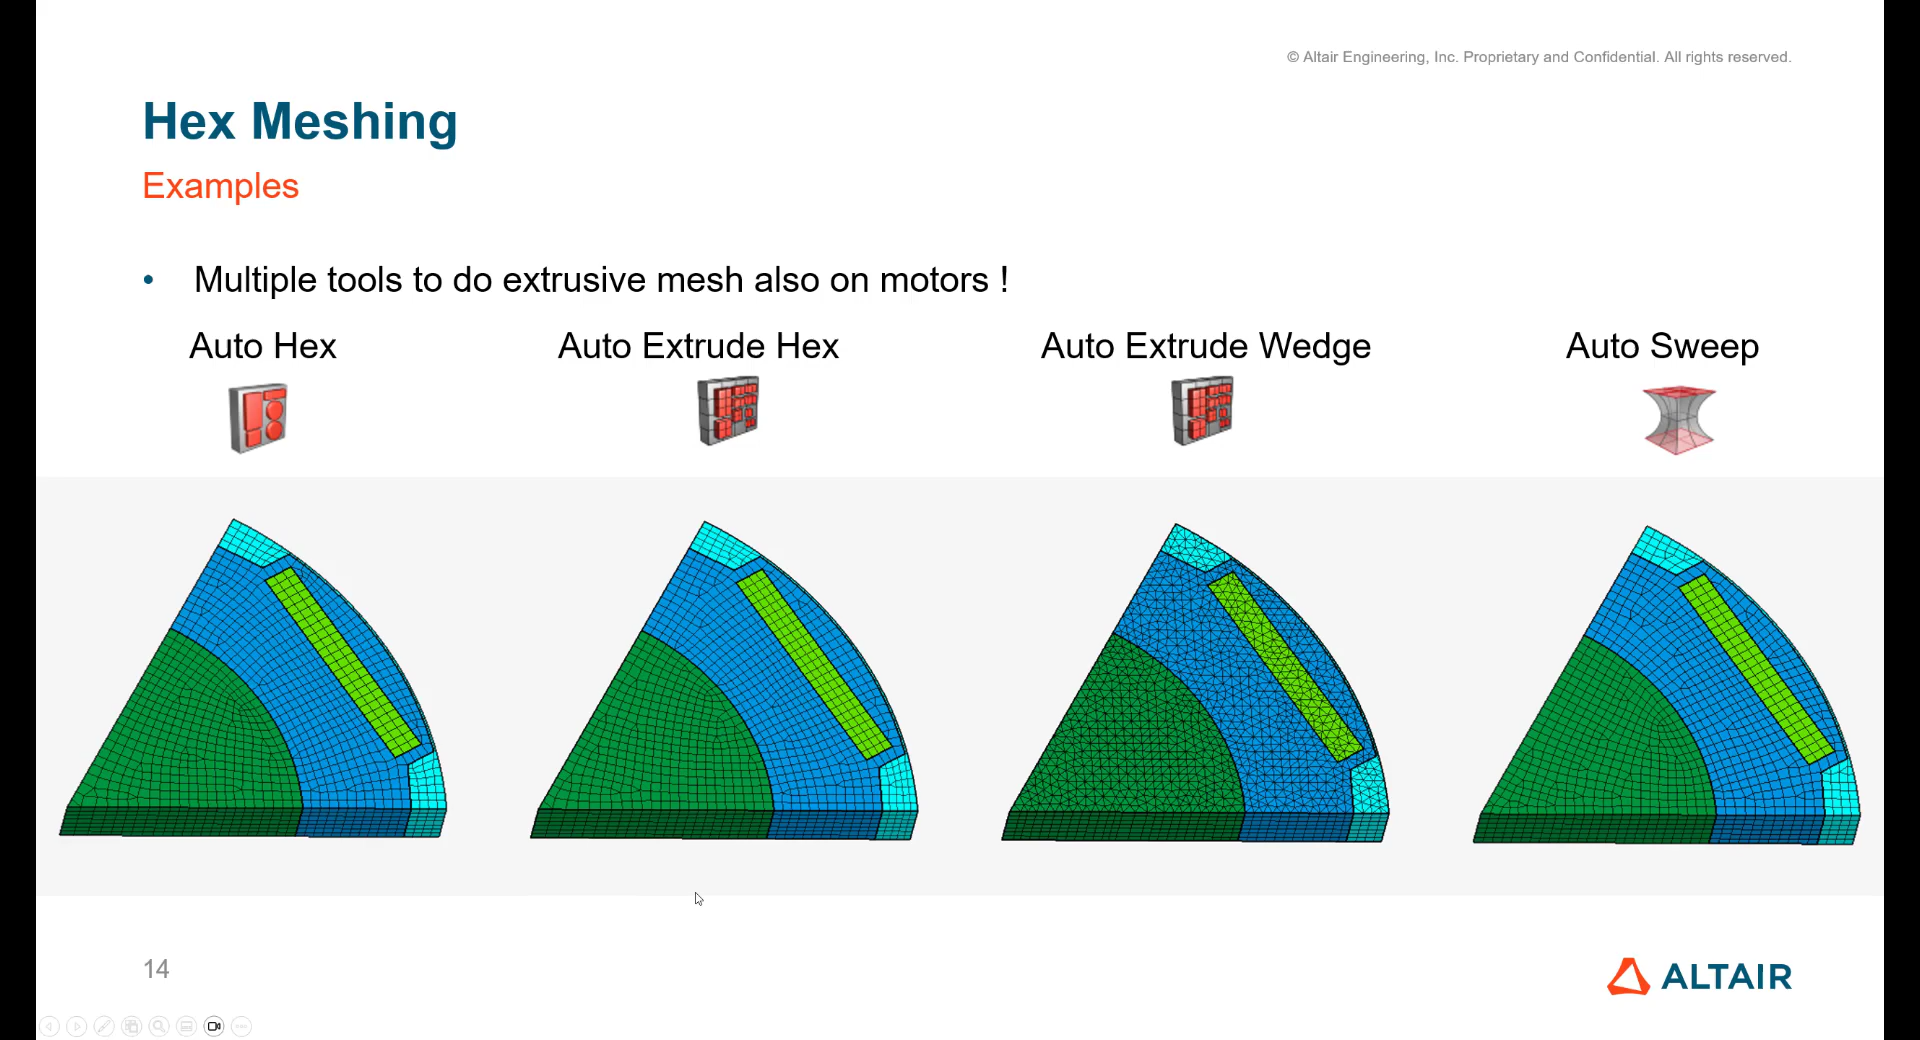 © Altair Engineering, Inc. Proprietary and Confidential. All rights reserved.
Hex Meshing
Examples
• Multiple tools to do extrusive mesh also on motors !
Auto Hex
Auto Extrude Hex
Auto Extrude Wedge
Auto Sweep
14
ALTAIR